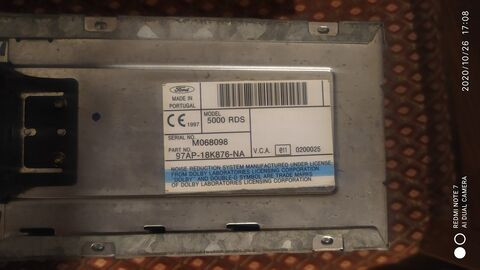 2020/10/26 17:08
Ford
MADE IN
PORTUGAL
CE 1997
MODEL
5000 RDS
SERIAL NO.
M068098
PART NO.
97AP-18K876-NA
V.C.A. e11 0200025
NOISE REDUCTION SYSTEM MANUFACTURED UNDER LICENSE
FROM DOLBY LABORATORIES LICENSING CORPORATION.
"DOLBY" AND DOUBLE-D SYMBOL ARE TRADE MARKS
OF DOLBY LABORATORIES LICENSING CORPORATION.
REDMI NOTE 7
AI DUAL CAMERA